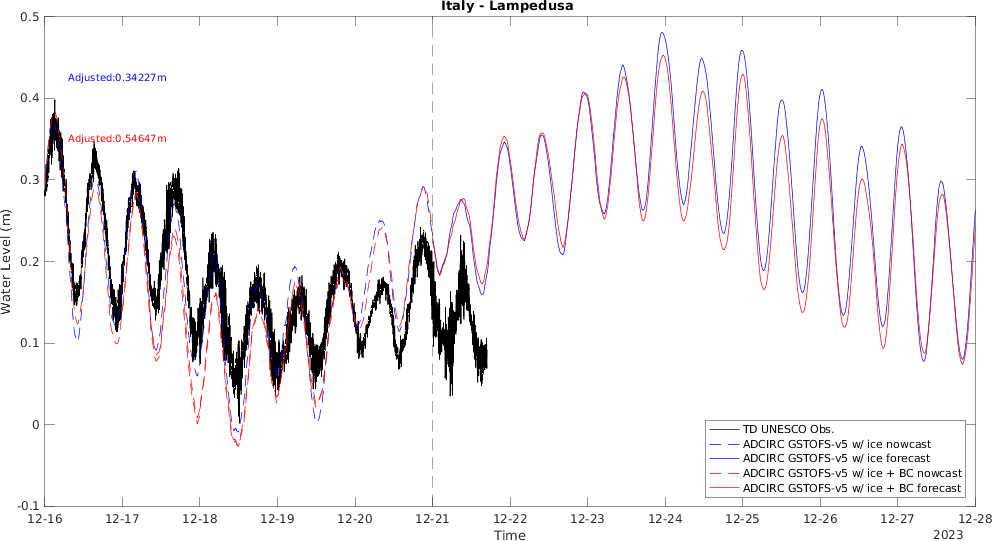 Italy - Lampedusa
0.5
0.4
0.3
0.2
0.1
0
-0.1
Water Level (m)
Adjusted:0.34227m
Adjusted:0.54647m
TD UNESCO Obs.
ADCIRC GSTOFS-v5 w/ ice nowcast
ADCIRC GSTOFS-v5 w/ ice forecast
ADCIRC GSTOFS-v5 w/ ice + BC nowcast
ADCIRC GSTOFS-v5 w/ ice + BC forecast
12-16 12-17 12-18 12-19 12-20 12-21 12-22 12-23 12-24 12-25 12-26 12-27 12-28
Time
2023